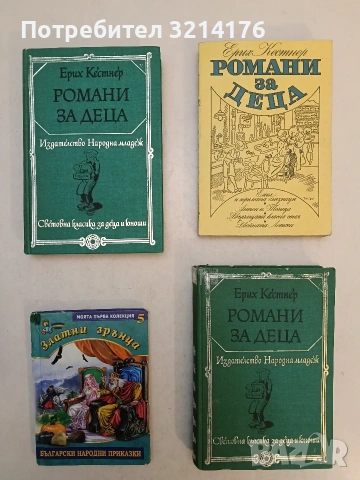 Потребител 3214176
Ерих Кестнер
РОМАНИ
ЗА ДЕЦА
Издателство Народна младеж
Световна класика за деца и юноши
Ерих Кестнер
РОМАНИ
за
ДЕЦА
Емил
МОЯТА ПЪРВА КОЛЕКЦИЯ 5
Златни зрънца
БЪЛГАРСКИ НАРОДНИ ПРИКАЗКИ
Ерих Кестнер
РОМАНИ
ЗА ДЕЦА
Издателство Народна младеж
Световна класика за деца и юноши
bazar